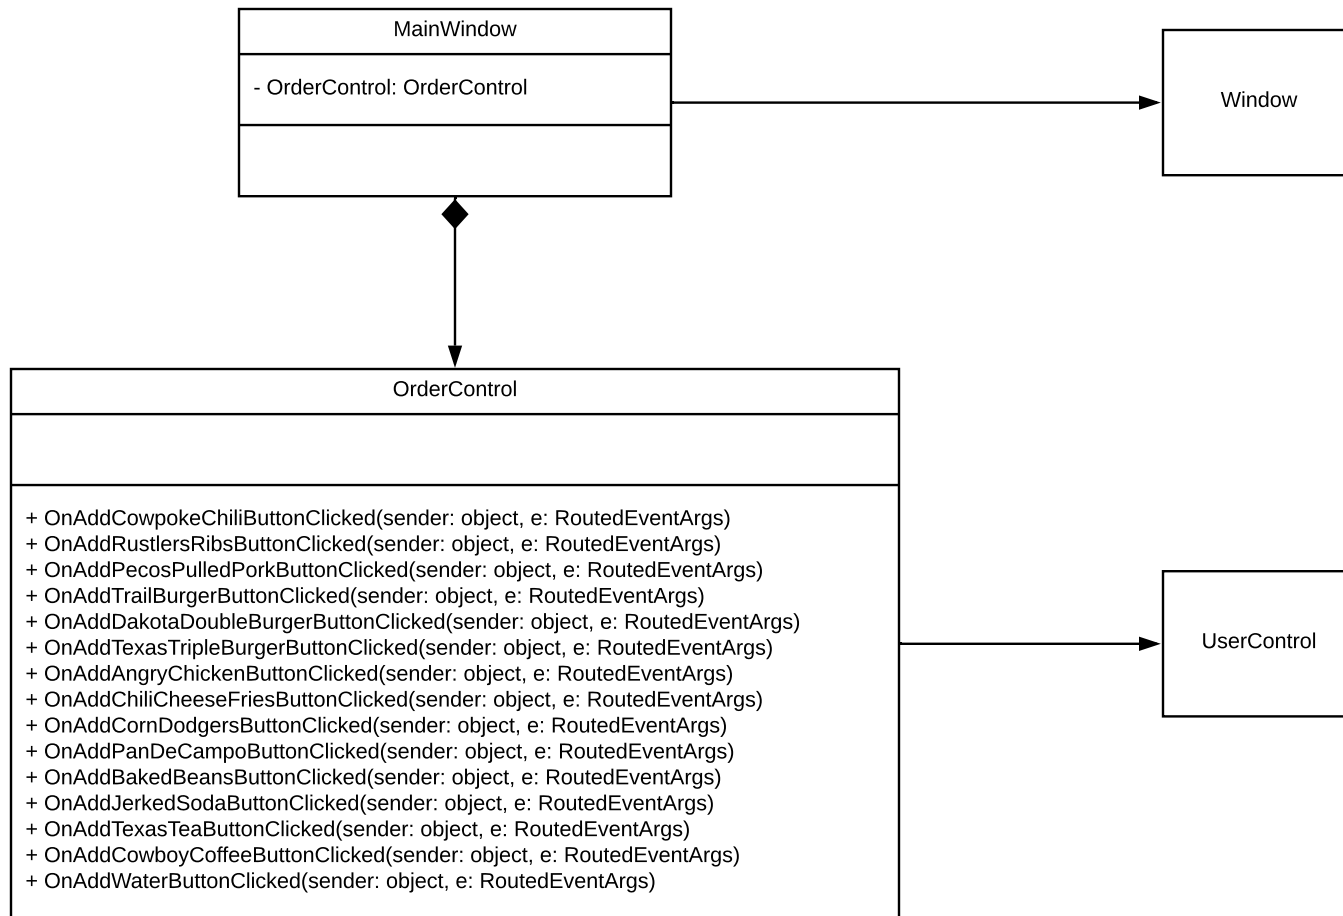 MainWindow
- OrderControl: OrderControl
Window
OrderControl
+ OnAddCowpokeChiliButtonClicked(sender: object, e: RoutedEventArgs)
+ OnAddRustlersRibsButtonClicked(sender: object, e: RoutedEventArgs)
+ OnAddPecosPulledPorkButtonClicked(sender: object, e: RoutedEventArgs)
+ OnAddTrailBurgerButtonClicked(sender: object, e: RoutedEventArgs)
+ OnAddDakotaDoubleBurgerButtonClicked(sender: object, e: RoutedEventArgs)
+ OnAddTexasTripleBurgerButtonClicked(sender: object, e: RoutedEventArgs)
+ OnAddAngryChickenButtonClicked(sender: object, e: RoutedEventArgs)
+ OnAddChiliCheeseFriesButtonClicked(sender: object, e: RoutedEventArgs)
+ OnAddCornDodgersButtonClicked(sender: object, e: RoutedEventArgs)
+ OnAddPanDeCampoButtonClicked(sender: object, e: RoutedEventArgs)
+ OnAddBakedBeansButtonClicked(sender: object, e: RoutedEventArgs)
+ OnAddJerkedSodaButtonClicked(sender: object, e: RoutedEventArgs)
+ OnAddTexasTeaButtonClicked(sender: object, e: RoutedEventArgs)
+ OnAddCowboyCoffeeButtonClicked(sender: object, e: RoutedEventArgs)
+ OnAddWaterButtonClicked(sender: object, e: RoutedEventArgs)
UserControl